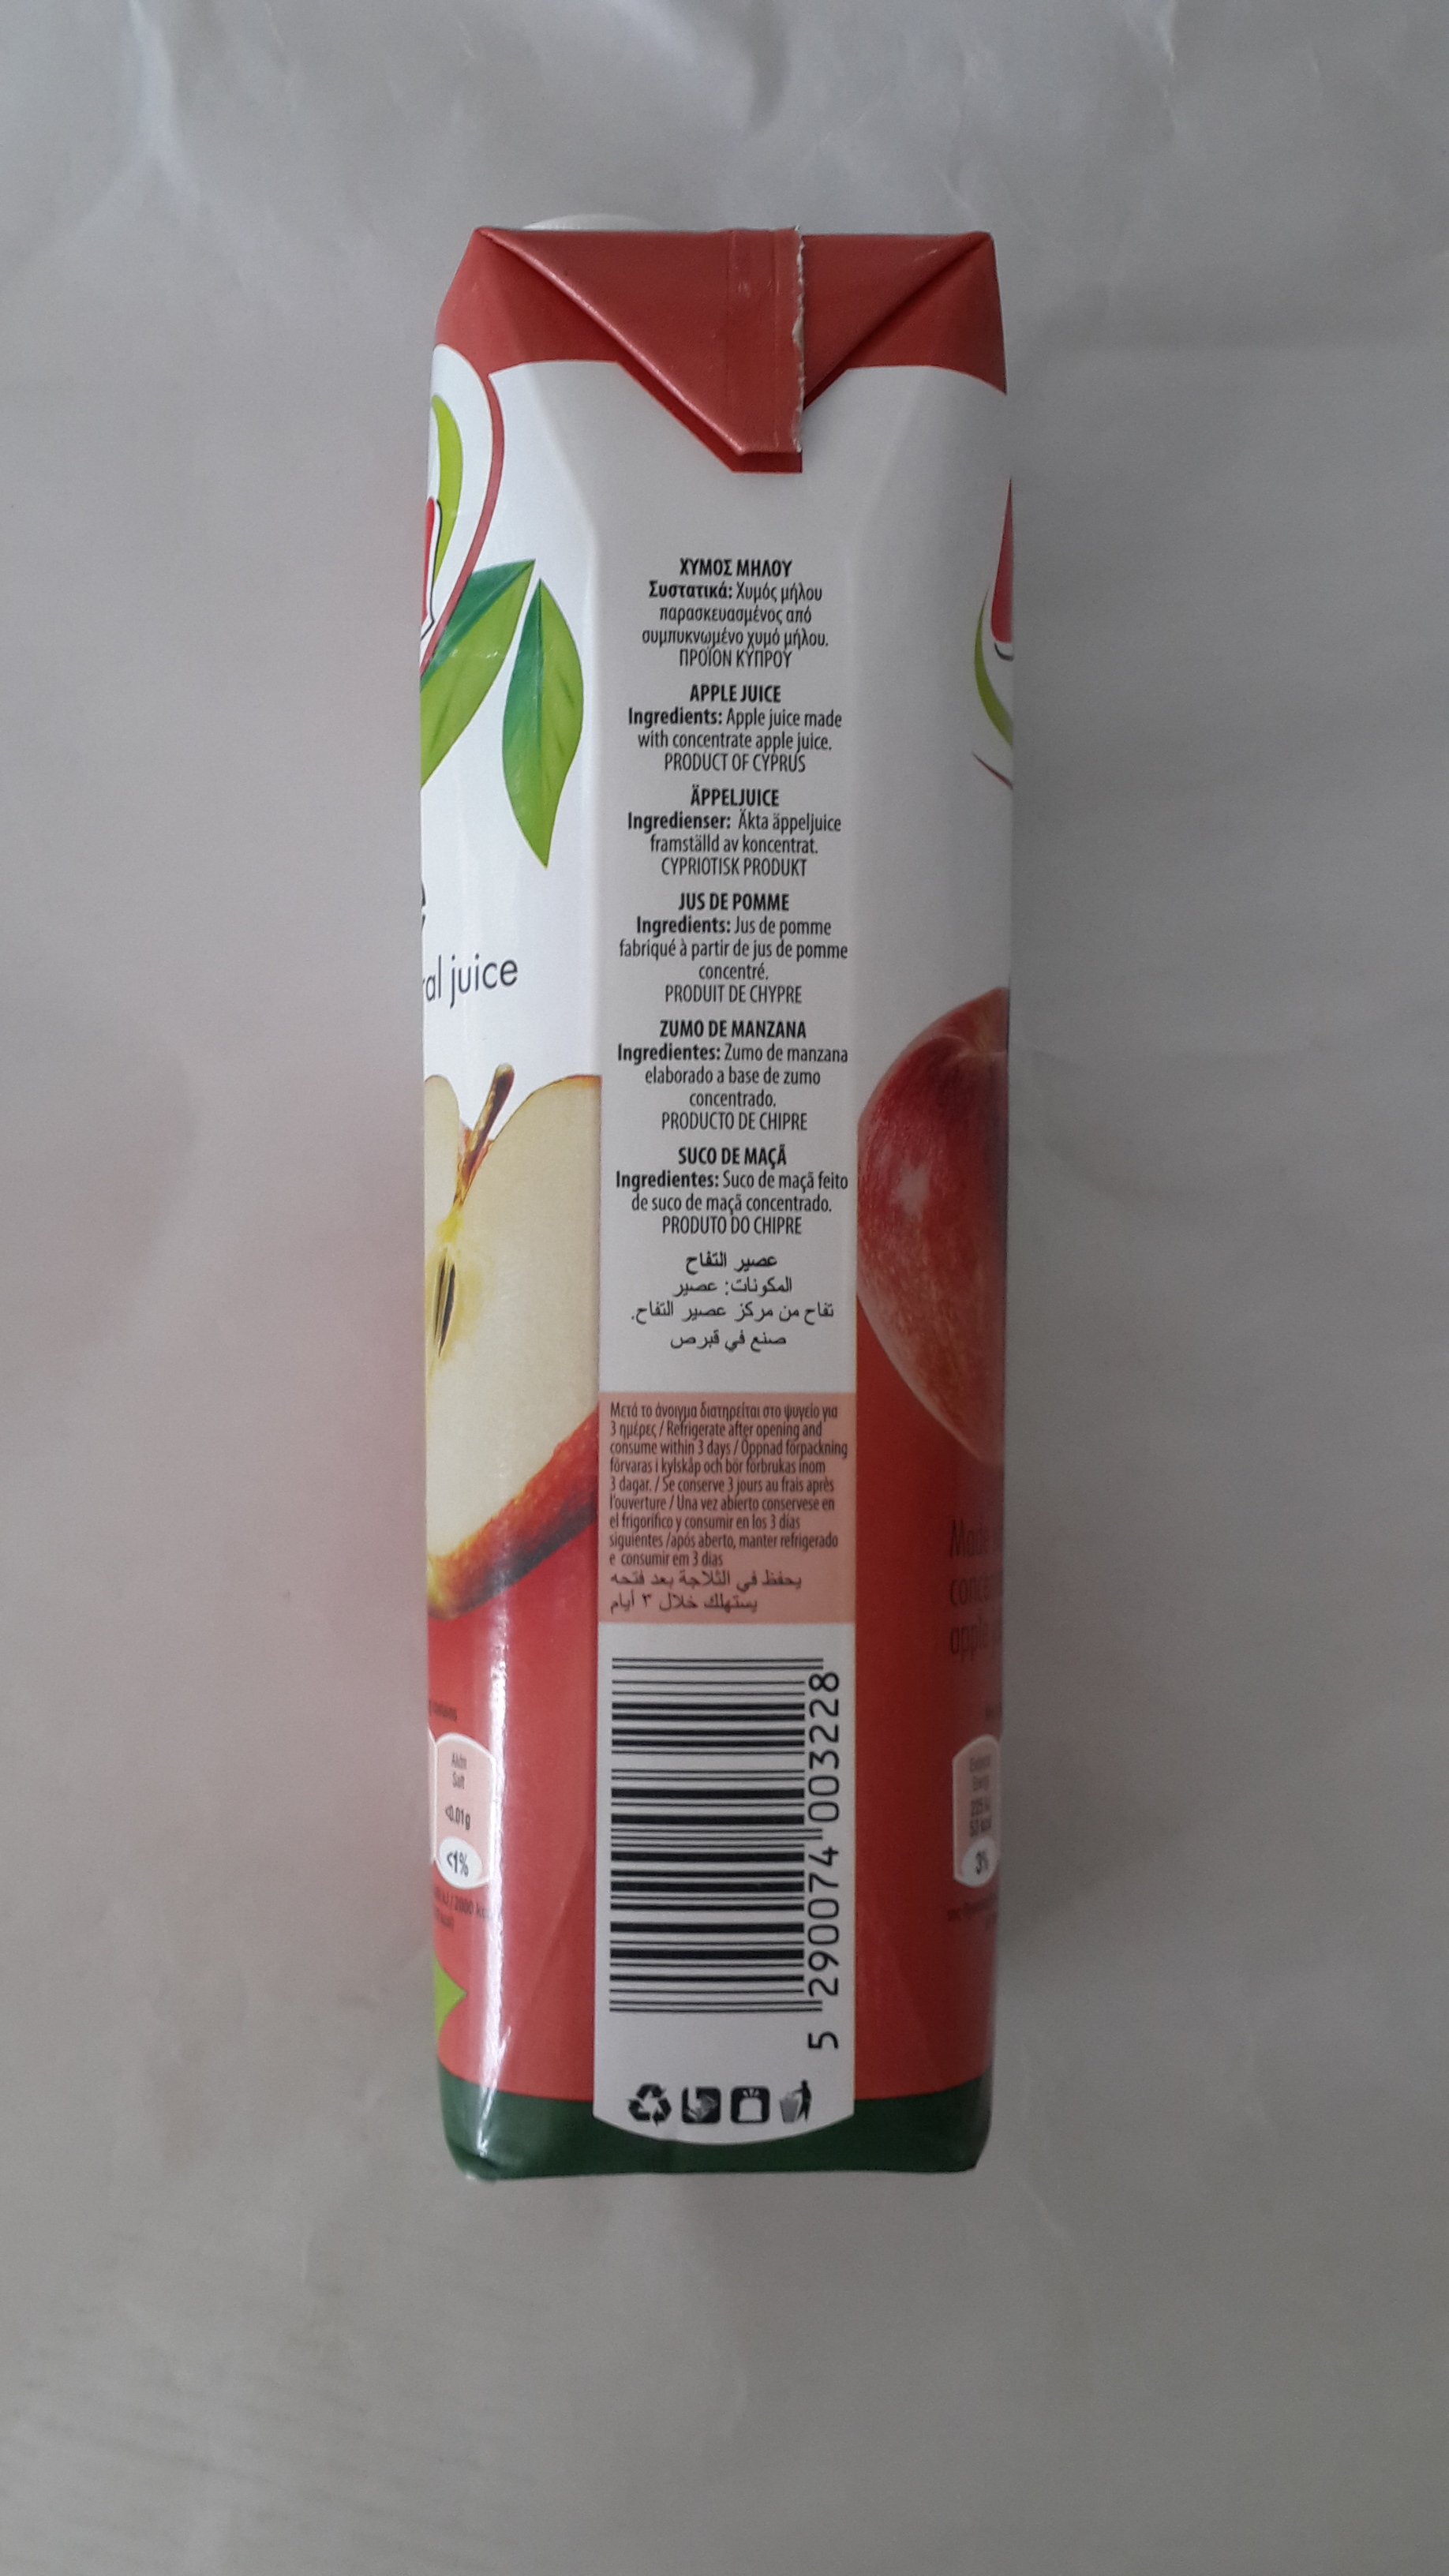 ΧΥΜΟΣ ΜΗΛΟΥ
Συστατικά: Χυμός μήλου
παρασκευασμένος από
συμπυκνωμένο χυμό μήλου.
ΠΡΟΪΟΝ ΚΥΠΡΟΥ
APPLE JUICE
Ingredients: Apple juice made
with concentrate apple juice.
PRODUCT OF CYPRUS
ÄPPELJUICE
Ingredienser: Äkta äppeljuice
framställd av koncentrat.
CYPRIOTISK PRODUKT
JUS DE POMME
Ingredients: Jus de pomme
fabriqué à partir de jus de pomme
concentré.
PRODUIT DE CHYPRE
ZUMO DE MANZANA
Ingredientes: Zumo de manzana
elaborado a base de zumo
concentrado.
PRODUCTO DE CHIPRE
SUCO DE MAÇÃ
Ingredientes: Suco de maçã feito
de suco de maçã concentrado.
PRODUTO DO CHIPRE
عصير التفاح
المكونات: عصير
تفاح من مركز عصير التفاح.
صنع في قبرص
Μετά το άνοιγμα διατηρείται στο ψυγείο για
3 ημέρες / Refrigerate after opening and
consume within 3 days / Öppnad förpackning
förvaras i kylskåp och bör förbrukas inom
3 dagar. / Se conserve 3 jours au frais après
l'ouverture / Una vez abierto conservese en
el frigorífico y consumir en los 3 días
siguientes /após aberto, manter refrigerado
e consumir em 3 dias
يحفظ في الثلاجة بعد فتحه
يستهلك خلال ٣ أيام
5 290074 003228
al juice
Αλάτι
Salt
<0.01g
<1%
Made
apple
3%